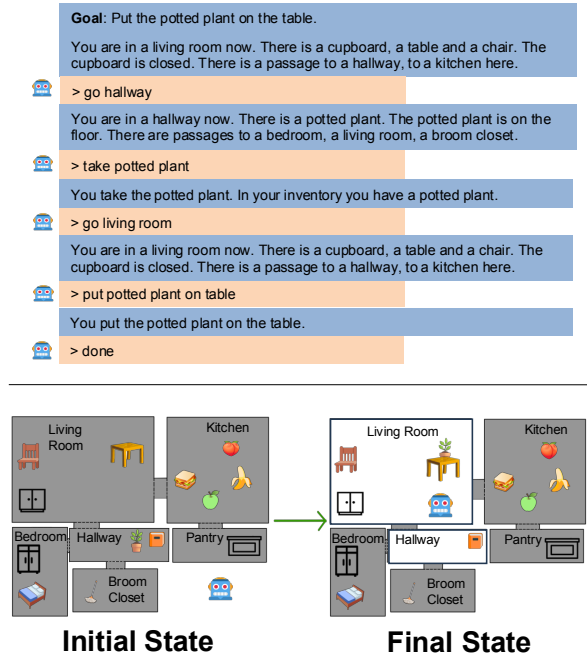 Goal: Put the potted plant on the table.
You are in a living room now. There is a cupboard, a table and a chair. The
cupboard is closed. There is a passage to a hallway, to a kitchen here.
> go hallway
You are in a hallway now. There is a potted plant. The potted plant is on the
floor. There are passages to a bedroom, a living room, a broom closet.
> take potted plant
You take the potted plant. In your inventory you have a potted plant.
> go living room
You are in a living room now. There is a cupboard, a table and a chair. The
cupboard is closed. There is a passage to a hallway, to a kitchen here.
> put potted plant on table
You put the potted plant on the table.
> done
Living
Room
Kitchen
Bedroom
Hallway
Pantry
Broom
Closet
Initial State
Living Room
Kitchen
Bedroom
Hallway
Pantry
Broom
Closet
Final State